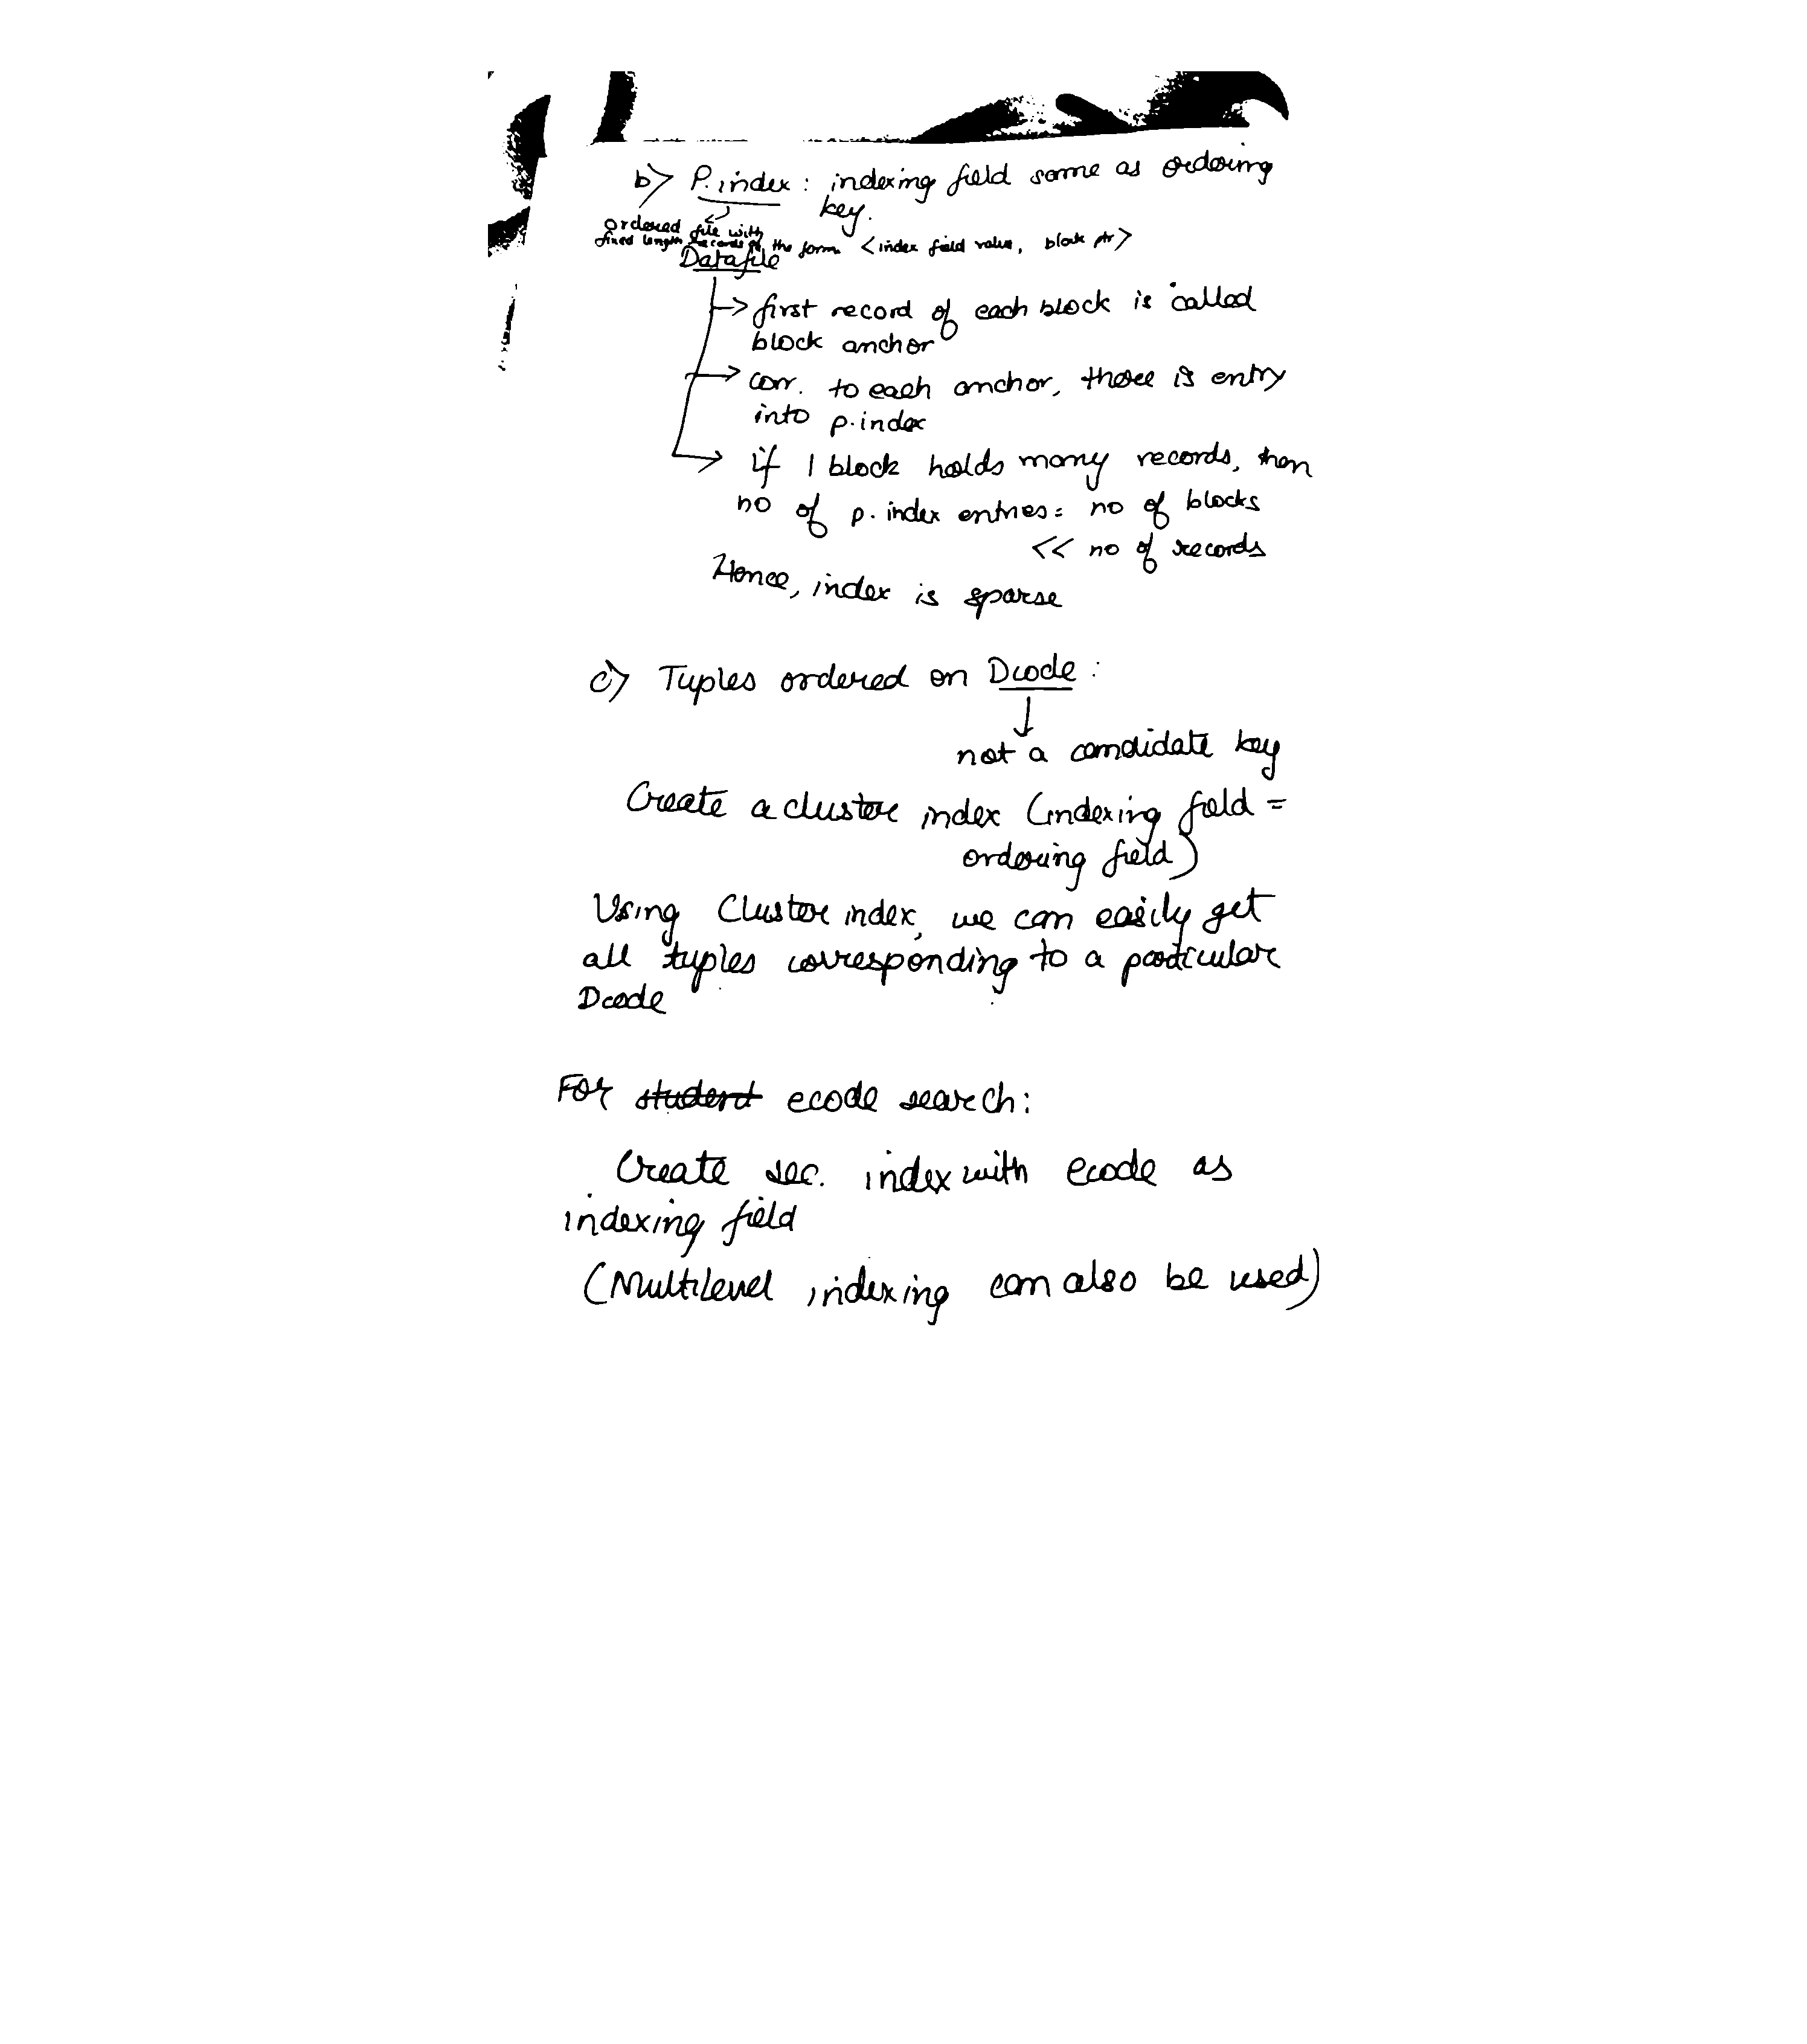 b) P. index : indexing field same as ordering
key.
ordered file with
fixed length records of the form <index field value, block ptr>
Datafile
→ first record of each block is called
block anchor
→ corr. to each anchor, there is entry
into p. index
→ if 1 block holds many records, then
no of p. index entries = no of blocks
<< no of records
Hence, index is sparse
c) Tuples ordered on Dcode :
↓
not a candidate key
Create a cluster index (indexing field =
ordering field)
Using Cluster index, we can easily get
all tuples corresponding to a particular
Dcode
For student ecode search:
Create sec. index with ecode as
indexing field
(Multilevel indexing can also be used)